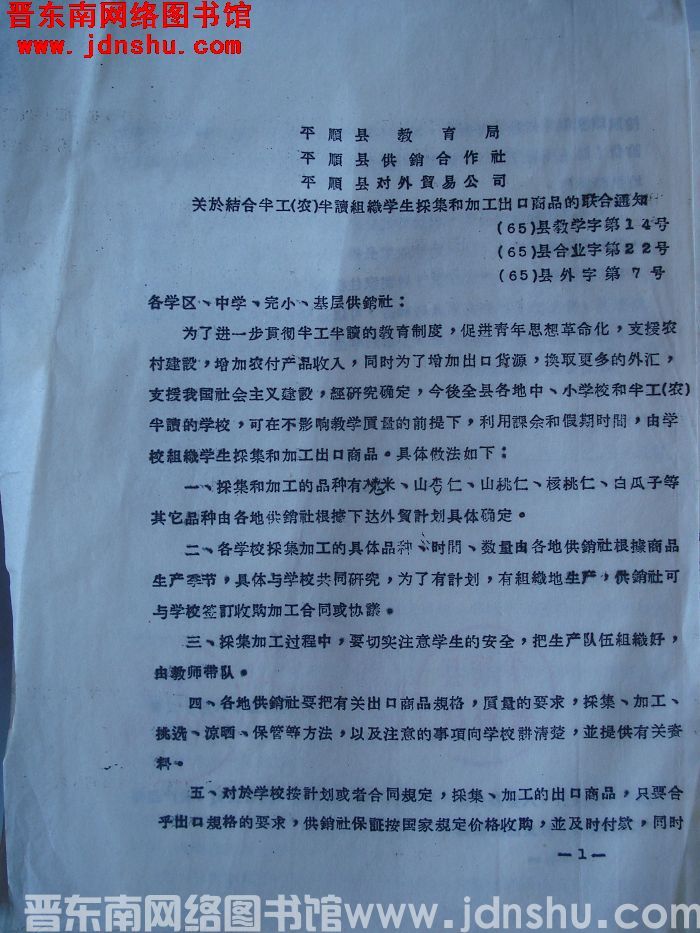 晋东南网络图书馆
www.jdnshu.com
平順县教育局
平順县供銷合作社
平順县对外貿易公司
关於結合半工(农)半讀組織学生採集和加工出口商品的联合通知
(65)县教学字第14号
(65)县合业字第22号
(65)县外字第7号
各学区、中学、完小、基层供銷社：
为了进一步貫彻半工半讀的教育制度，促进青年思想革命化，支援农
村建設，增加农付产品收入，同时为了增加出口貨源，换取更多的外汇，
支援我国社会主义建設，經研究确定，今後全县各地中、小学校和半工(农)
半讀的学校，可在不影响教学质量的前提下，利用課余和假期时間，由学
校組織学生採集和加工出口商品。具体做法如下：
一、採集和加工的品种有米、山杏仁、山桃仁、核桃仁、白瓜子等
其它品种由各地供銷社根據下达外貿計划具体确定。
二、各学校採集加工的具体品种、时間、数量由各地供銷社根據商品
生产季节，具体与学校共同研究，为了有計划，有組織地生产，供銷社可
与学校签訂收购加工合同或协議。
三、採集加工过程中，要切实注意学生的安全，把生产队伍組織好，
由教师带队。
四、各地供銷社要把有关出口商品規格，质量的要求，採集、加工、
挑选、凉晒、保管等方法，以及注意的事項向学校講清楚，並提供有关资
料。
五、对於学校按計划或者合同規定，採集、加工的出口商品，只要合
乎出口規格的要求，供銷社保証按国家規定价格收购，並及时付款，同时
—1—
晋东南网络图书馆www.jdnshu.com